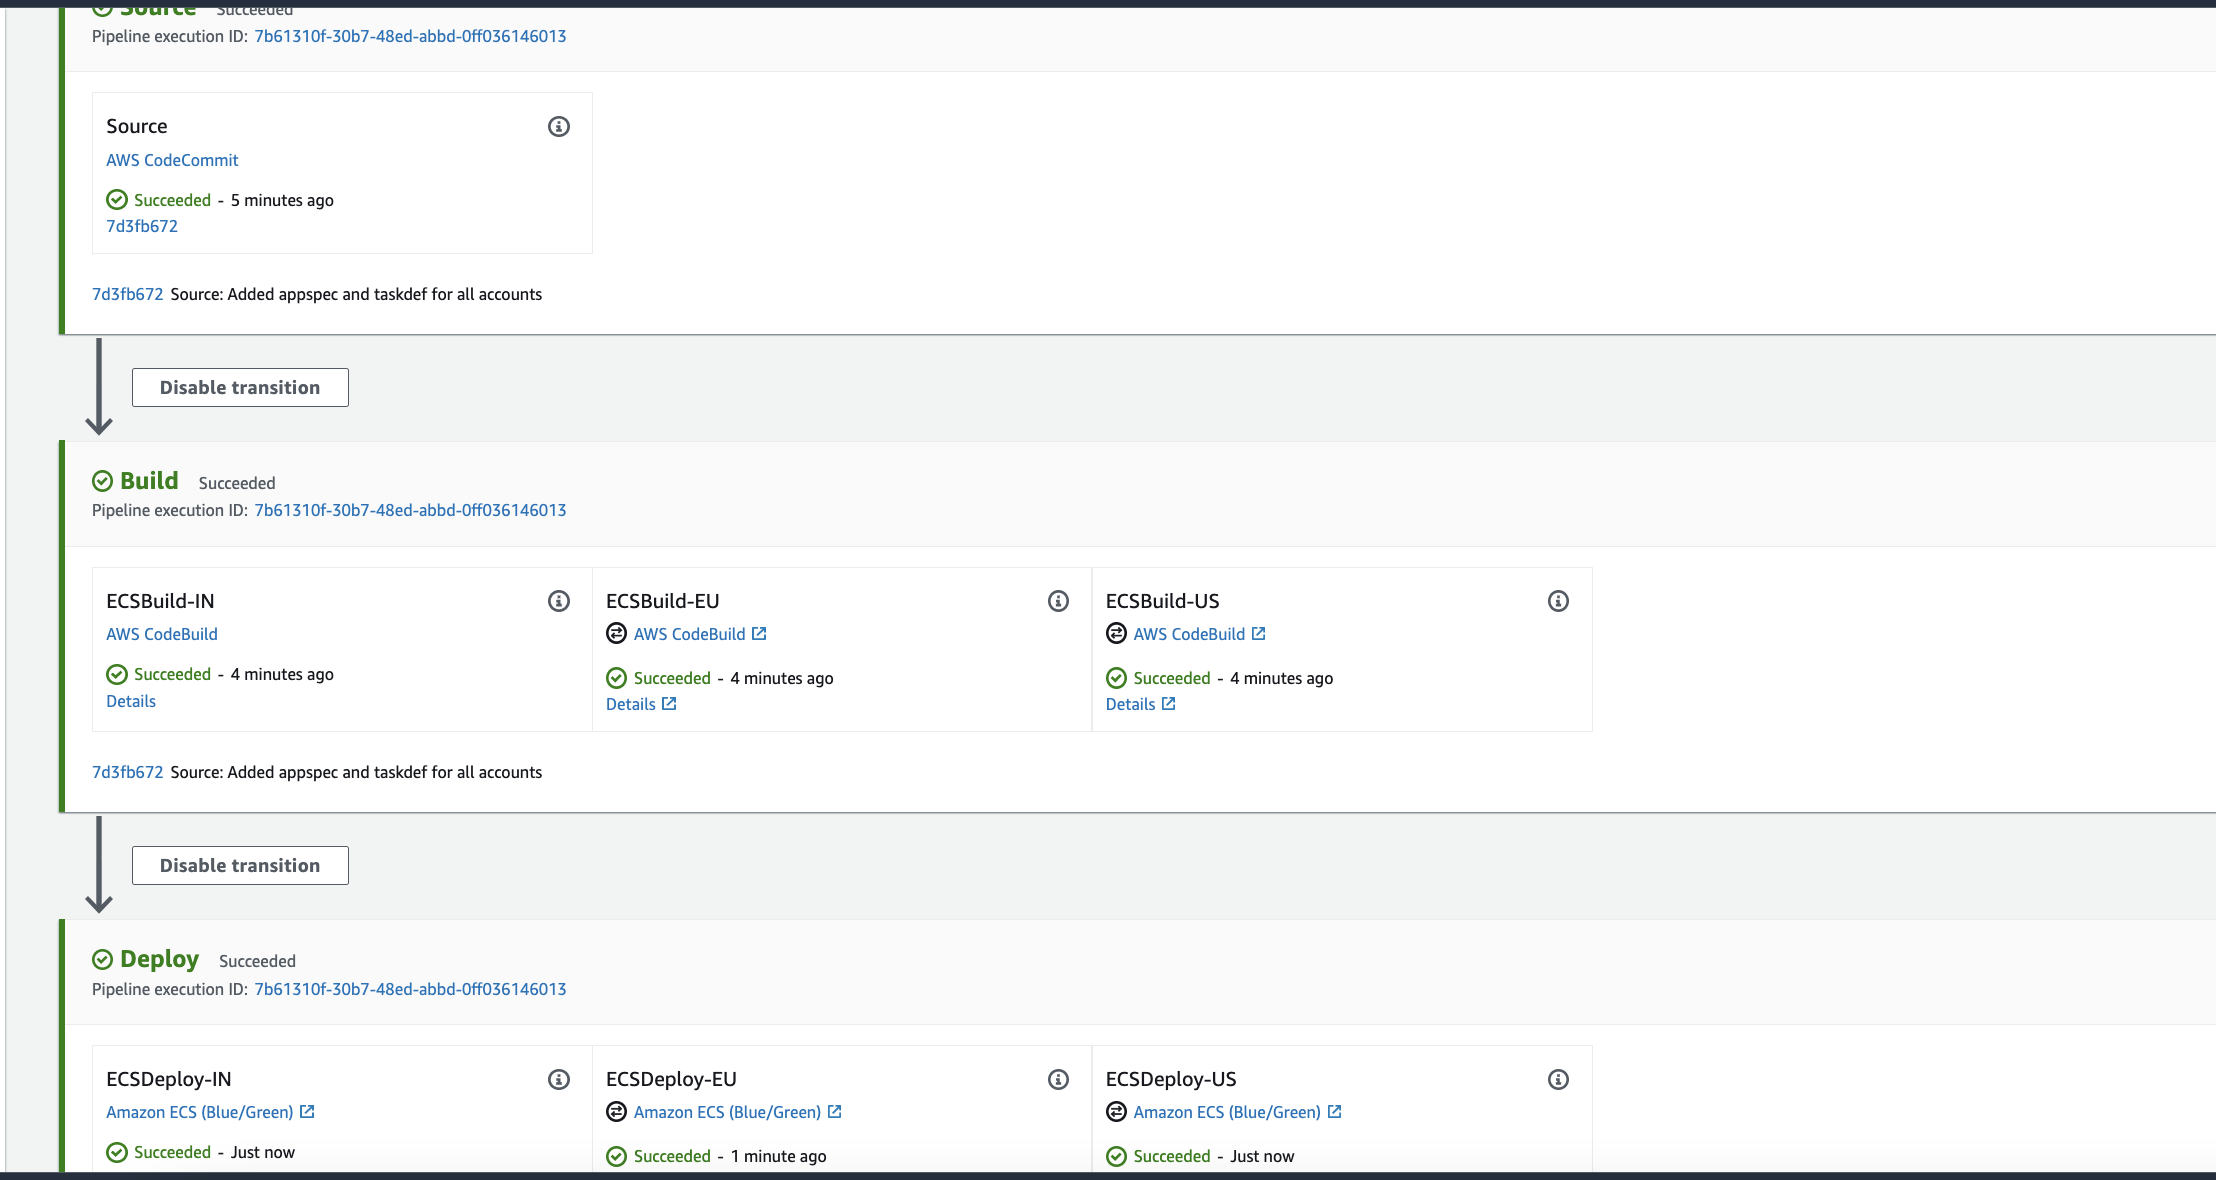 Source Succeeded
Pipeline execution ID: 7b61310f-30b7-48ed-abbd-0ff036146013
Source
AWS CodeCommit
Succeeded - 5 minutes ago
7d3fb672
7d3fb672 Source: Added appspec and taskdef for all accounts
Disable transition
Build Succeeded
Pipeline execution ID: 7b61310f-30b7-48ed-abbd-0ff036146013
ECSBuild-IN
AWS CodeBuild
Succeeded - 4 minutes ago
Details
ECSBuild-EU
AWS CodeBuild
Succeeded - 4 minutes ago
Details
ECSBuild-US
AWS CodeBuild
Succeeded - 4 minutes ago
Details
7d3fb672 Source: Added appspec and taskdef for all accounts
Disable transition
Deploy Succeeded
Pipeline execution ID: 7b61310f-30b7-48ed-abbd-0ff036146013
ECSDeploy-IN
Amazon ECS (Blue/Green)
Succeeded - Just now
ECSDeploy-EU
Amazon ECS (Blue/Green)
Succeeded - 1 minute ago
ECSDeploy-US
Amazon ECS (Blue/Green)
Succeeded - Just now